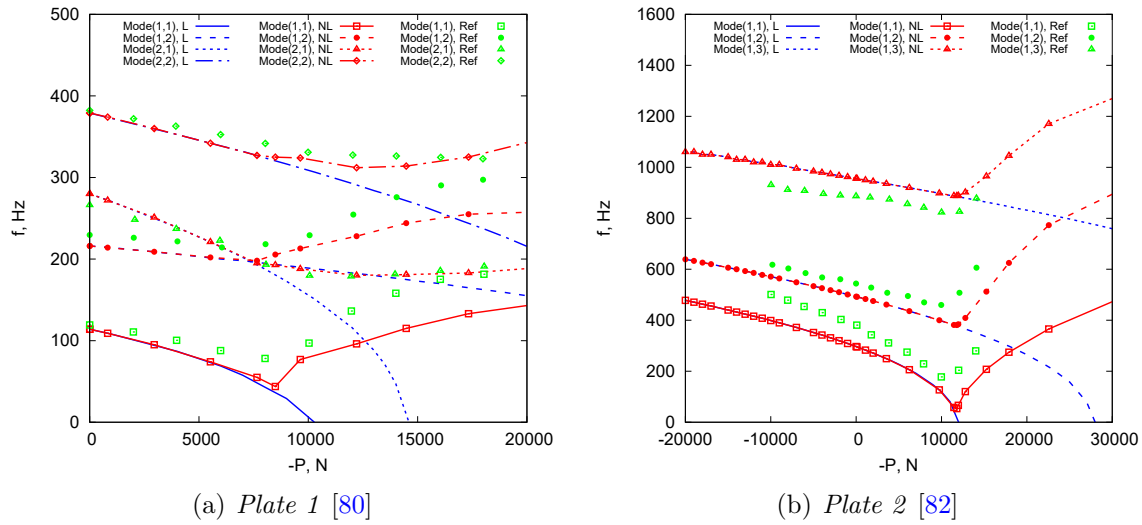 500
400
300
200
100
0
f, Hz
0
5000
10000
15000
20000
-P, N
Mode(1,1), L
Mode(1,2), L
Mode(2,1), L
Mode(2,2), L
Mode(1,1), NL
Mode(1,2), NL
Mode(2,1), NL
Mode(2,2), NL
Mode(1,1), Ref
Mode(1,2), Ref
Mode(2,1), Ref
Mode(2,2), Ref
(a) Plate 1 [80]
1600
1400
1200
1000
800
600
400
200
0
f, Hz
-20000
-10000
0
10000
20000
30000
-P, N
Mode(1,1), L
Mode(1,2), L
Mode(1,3), L
Mode(1,1), NL
Mode(1,2), NL
Mode(1,3), NL
Mode(1,1), Ref
Mode(1,2), Ref
Mode(1,3), Ref
(b) Plate 2 [82]